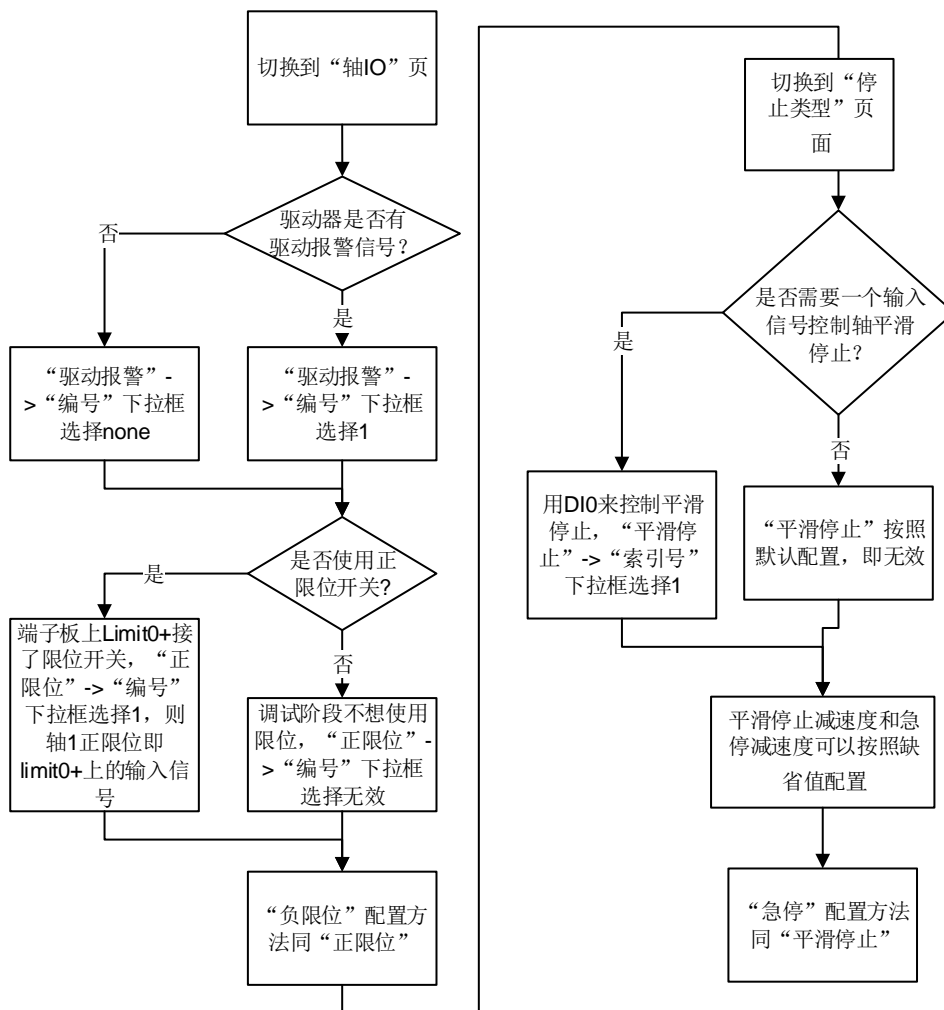 切换到“轴IO”页
驱动器是否有
驱动报警信号?
否
是
“驱动报警”-
>“编号”下拉框
选择none
“驱动报警”-
>“编号”下拉框
选择1
是否使用正
限位开关?
是
否
端子板上Limit0+接
了限位开关，“正
限位”->“编号”
下拉框选择1，则
轴1正限位即
limit0+上的输入信
号
调试阶段不想使用
限位，“正限位”-
>“编号”下拉框
选择无效
“负限位”配置方
法同“正限位”
切换到“停
止类型”页
面
是否需要一个输入
信号控制轴平滑
停止？
是
否
用DI0来控制平滑
停止，“平滑停
止”->“索引号”
下拉框选择1
“平滑停止”按照
默认配置，即无效
平滑停止减速度和急
停减速度可以按照缺
省值配置
“急停”配置方法
同“平滑停止”